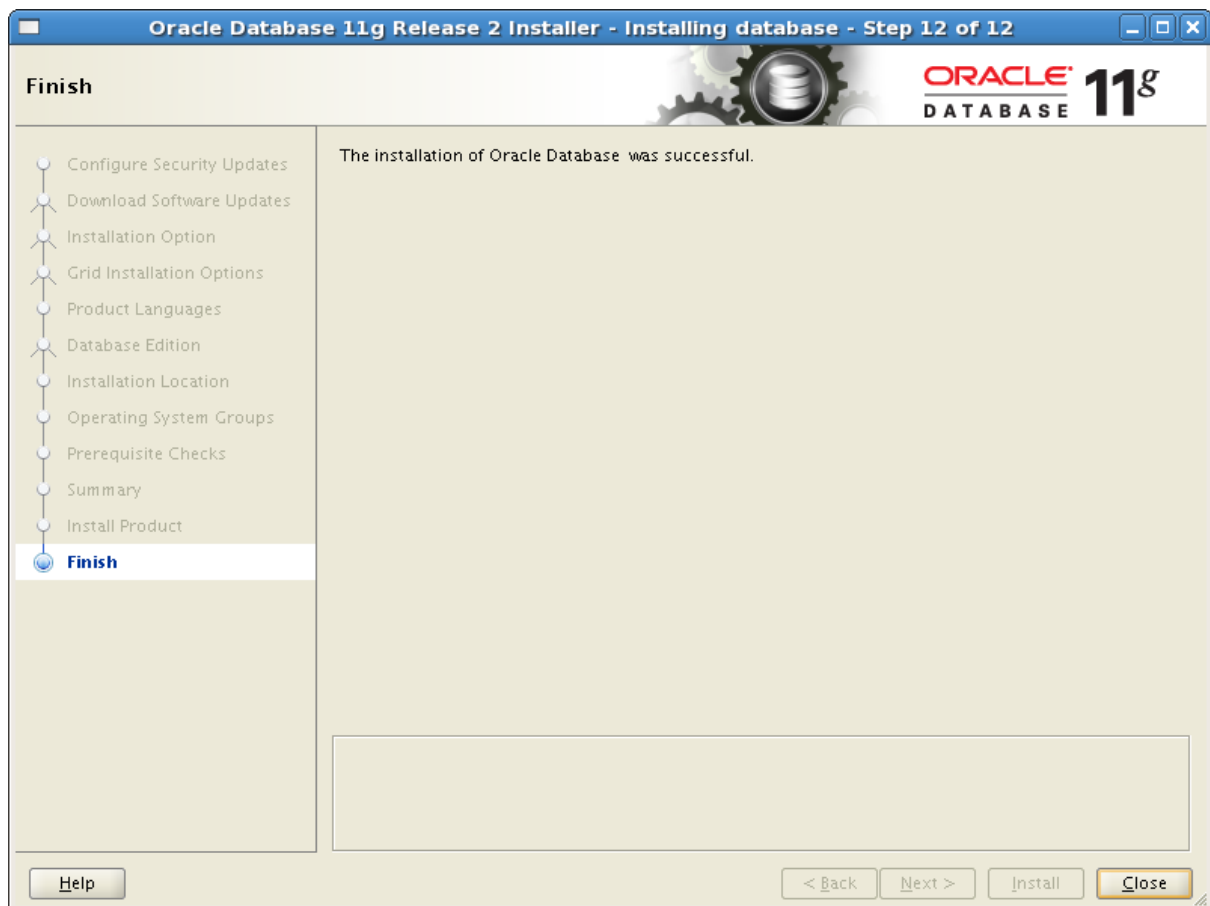 Oracle Database 11g Release 2 Installer - Installing database - Step 12 of 12
Finish
ORACLE
DATABASE
11g
Configure Security Updates
Download Software Updates
Installation Option
Grid Installation Options
Product Languages
Database Edition
Installation Location
Operating System Groups
Prerequisite Checks
Summary
Install Product
Finish
The installation of Oracle Database was successful.
Help
< Back
Next >
Install
Close